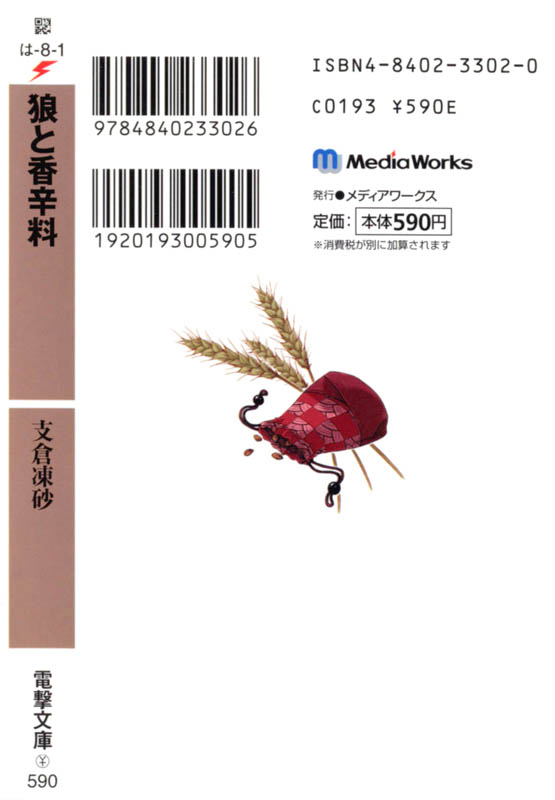 は-8-1
狼と香辛料
支倉凍砂
電撃文庫
¥
590
9784840233026
1920193005905
ISBN4-8402-3302-0
C0193 ¥590E
MediaWorks
発行●メディアワークス
定価：本体590円
※消費税が別に加算されます